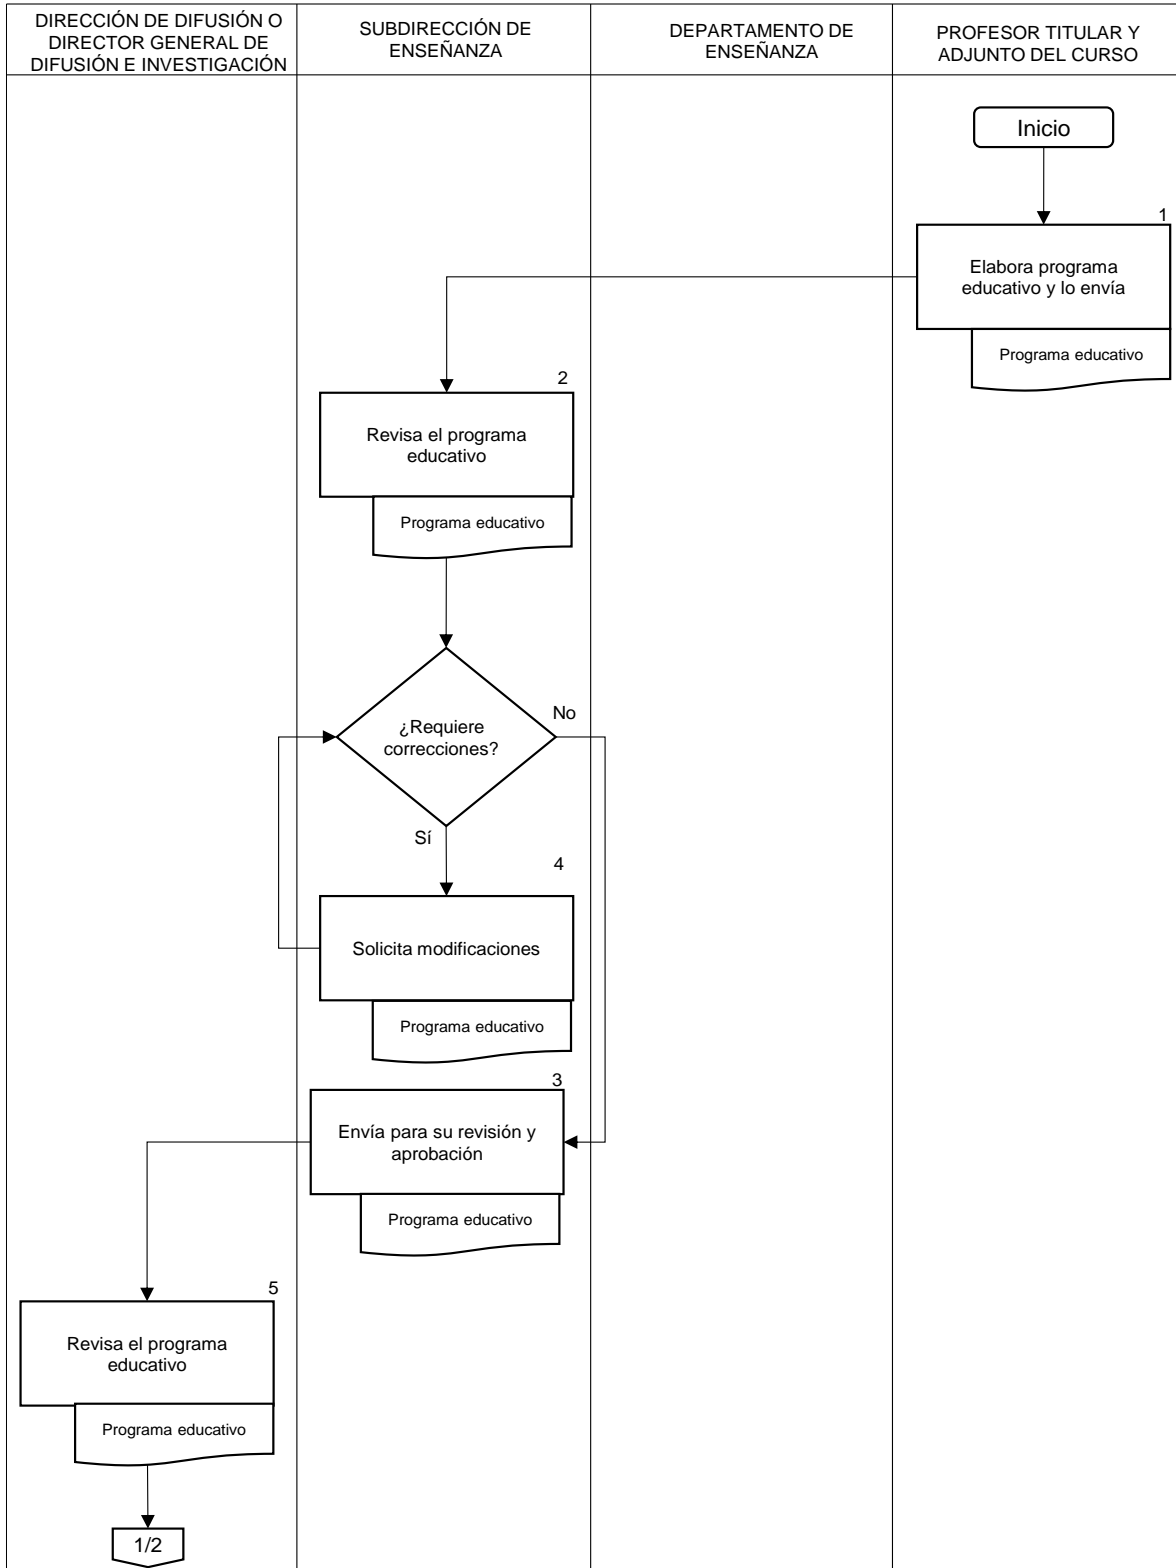 DIRECCIÓN DE DIFUSIÓN O
DIRECTOR GENERAL DE
DIFUSIÓN E INVESTIGACIÓN
SUBDIRECCIÓN DE
ENSEÑANZA
DEPARTAMENTO DE
ENSEÑANZA
PROFESOR TITULAR Y
ADJUNTO DEL CURSO
Inicio
1
Elabora programa
educativo y lo envía
Programa educativo
2
Revisa el programa
educativo
Programa educativo
¿Requiere
correcciones?
No
Sí
4
Solicita modificaciones
Programa educativo
3
Envía para su revisión y
aprobación
Programa educativo
5
Revisa el programa
educativo
Programa educativo
1/2